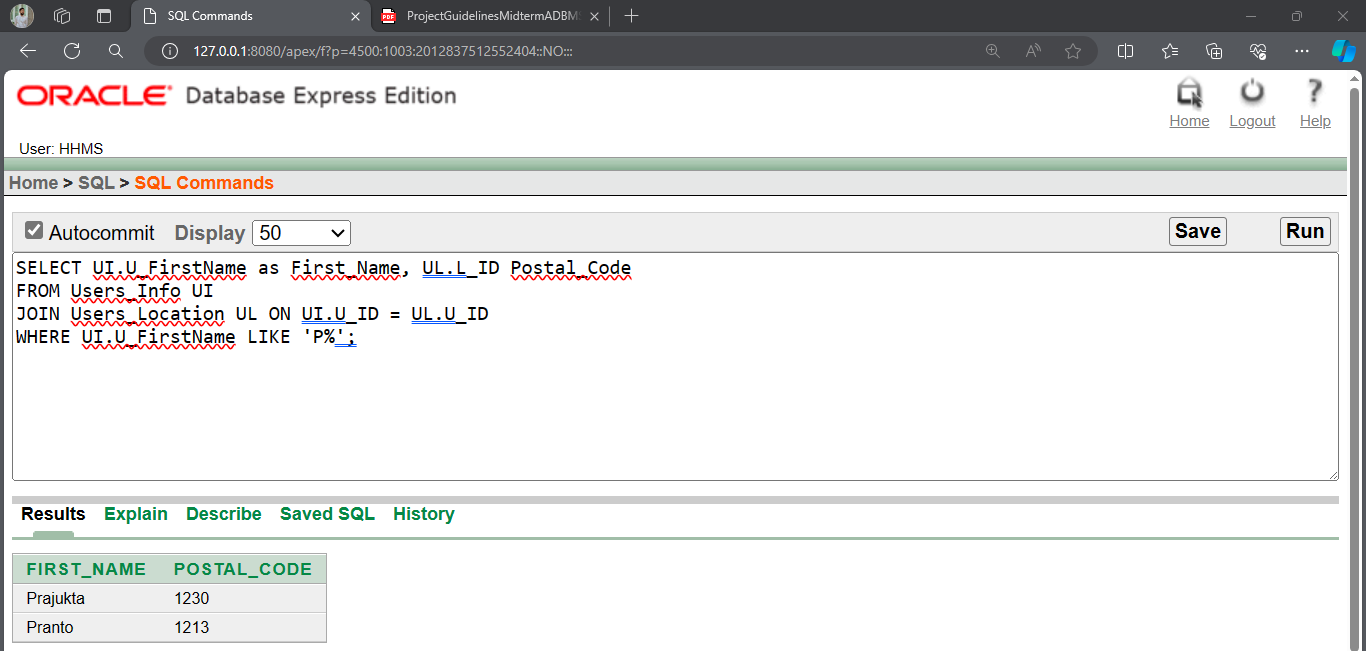 SQL Commands
ProjectGuidelinesMidtermADBMS
127.0.0.1:8080/apex/f?p=4500:1003:2012837512552404::NO:::
ORACLE Database Express Edition
Home Logout Help
User: HHMS
Home > SQL > SQL Commands
Autocommit Display 50 Save Run
SELECT UI.U_FirstName as First_Name, UL.L_ID Postal_Code
FROM Users_Info UI
JOIN Users_Location UL ON UI.U_ID = UL.U_ID
WHERE UI.U_FirstName LIKE 'P%';
Results Explain Describe Saved SQL History
FIRST_NAME POSTAL_CODE
Prajukta 1230
Pranto 1213